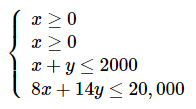 x ≥ 0
x ≥ 0
x + y ≤ 2000
8x + 14y ≤ 20,000